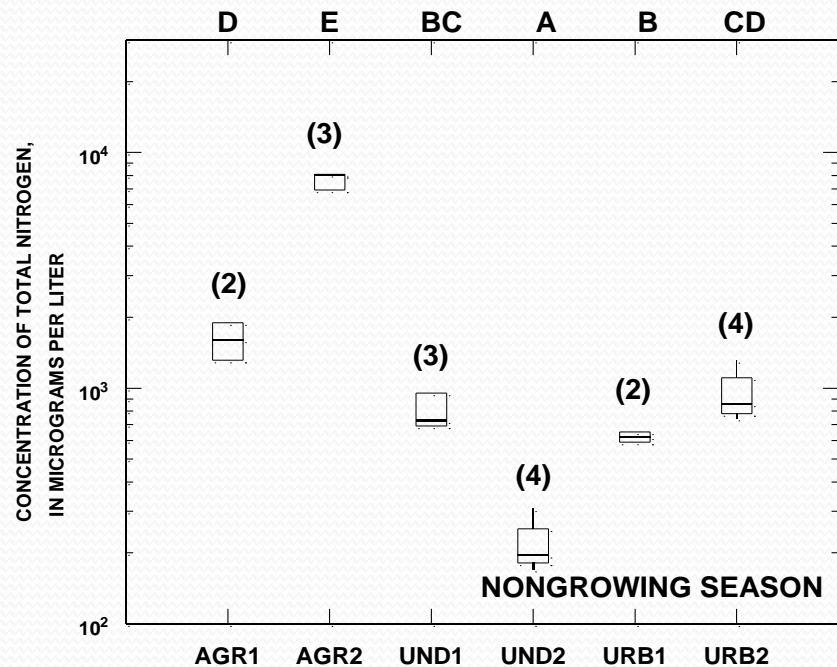 D E BC A B CD
CONCENTRATION OF TOTAL NITROGEN,
IN MICROGRAMS PER LITER
10⁴
10³
10²
(2)
(3)
(3)
(4)
(2)
(4)
NONGROWING SEASON
AGR1 AGR2 UND1 UND2 URB1 URB2